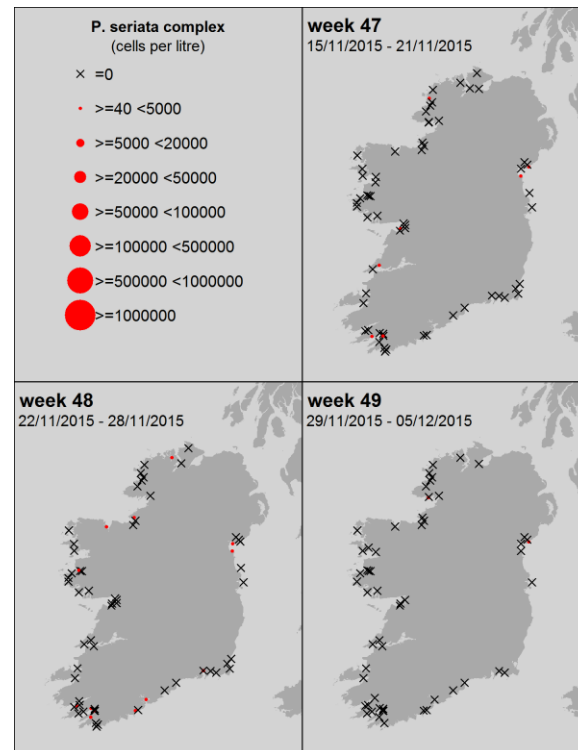 P. seriata complex
(cells per litre)
=0
>=40 <5000
>=5000 <20000
>=20000 <50000
>=50000 <100000
>=100000 <500000
>=500000 <1000000
>=1000000
week 47
15/11/2015 - 21/11/2015
week 48
22/11/2015 - 28/11/2015
week 49
29/11/2015 - 05/12/2015